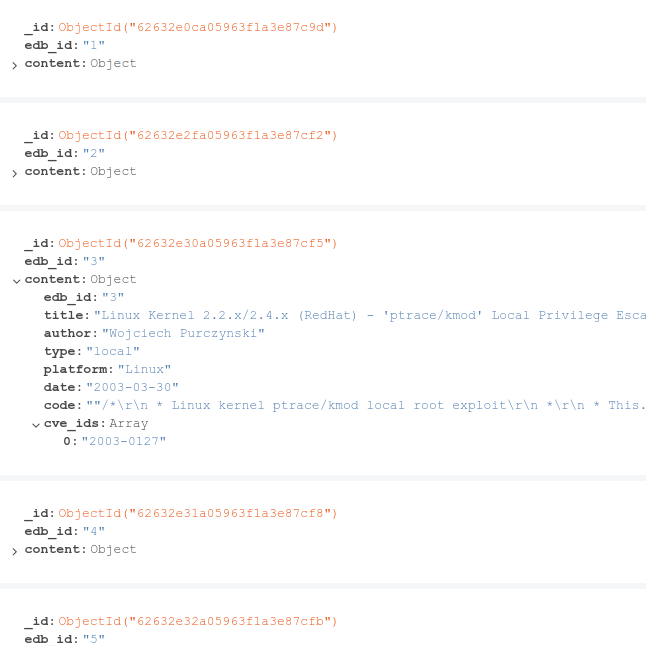 _id: ObjectId("62632e0ca05963f1a3e87c9d")
edb_id: "1"
content: Object
_id: ObjectId("62632e2fa05963f1a3e87cf2")
edb_id: "2"
content: Object
_id: ObjectId("62632e30a05963f1a3e87cf5")
edb_id: "3"
content: Object
edb_id: "3"
title: "Linux Kernel 2.2.x/2.4.x (RedHat) - 'ptrace/kmod' Local Privilege Esca
author: "Wojciech Purczynski"
type: "local"
platform: "Linux"
date: "2003-03-30"
code: ""/*\r\n * Linux kernel ptrace/kmod local root exploit\r\n *\r\n * This.
cve_ids: Array
0: "2003-0127"
_id: ObjectId("62632e31a05963f1a3e87cf8")
edb_id: "4"
content: Object
_id: ObjectId("62632e32a05963f1a3e87cfb")
edb_id: "5"